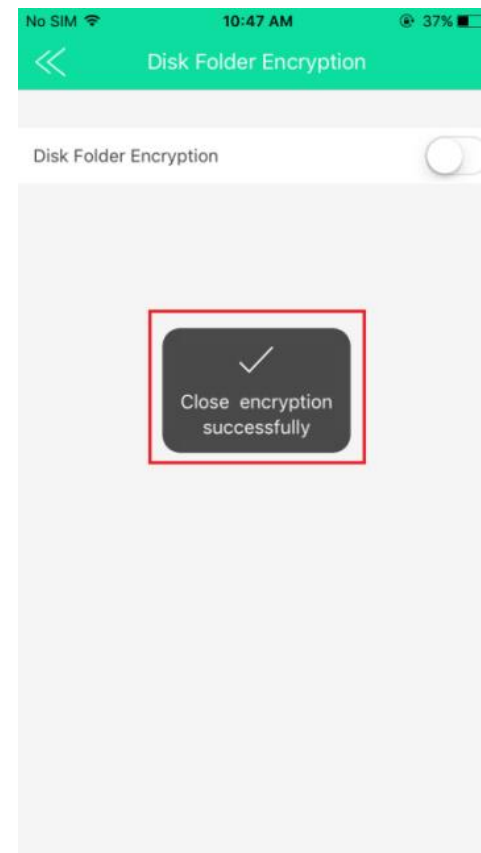 No SIM 10:47 AM 37%
Disk Folder Encryption
Disk Folder Encryption
Close encryption
successfully